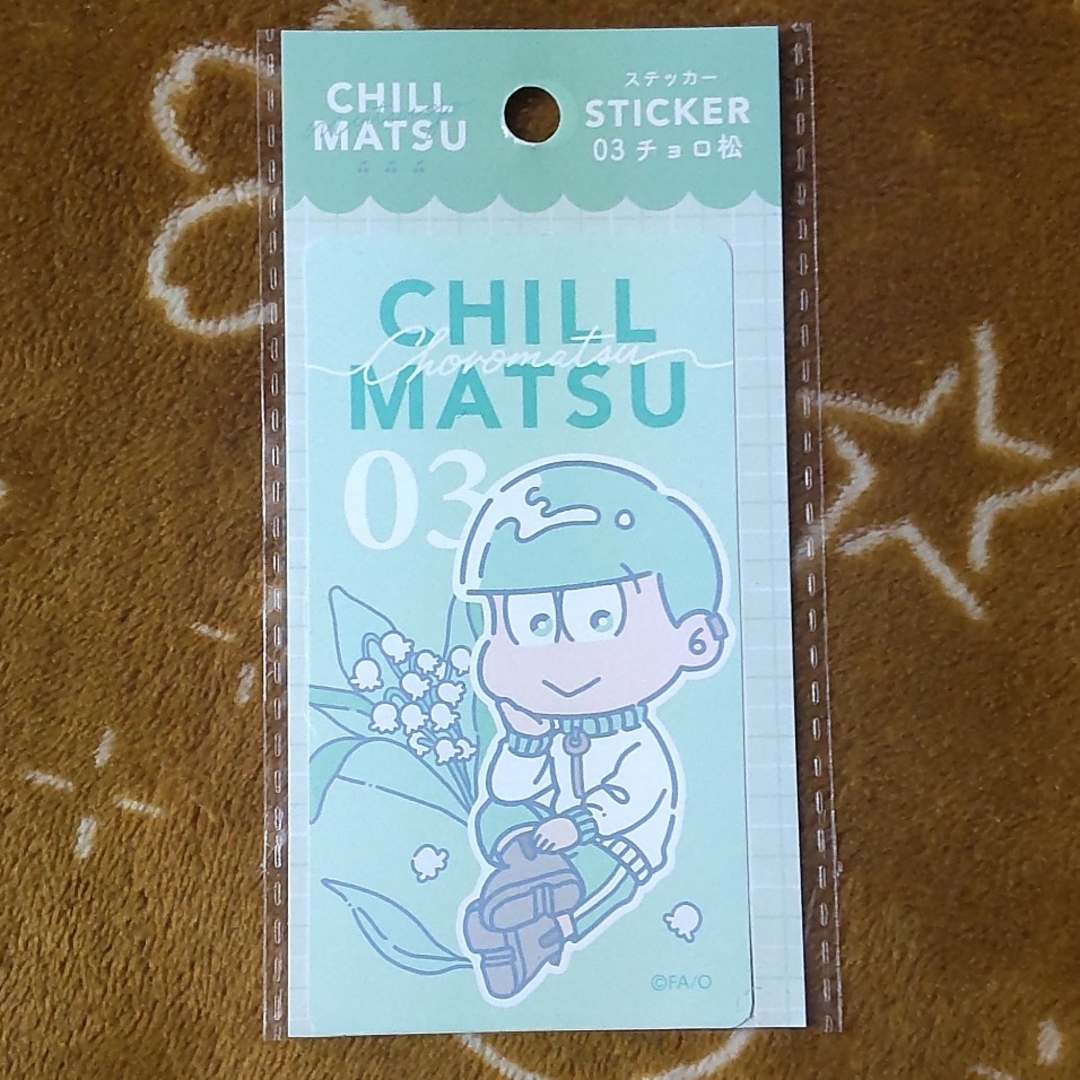 CHILL
MATSU
ステッカー
STICKER
03 チョロ松
CHILL
Choromatsu
MATSU
03
©FA/O